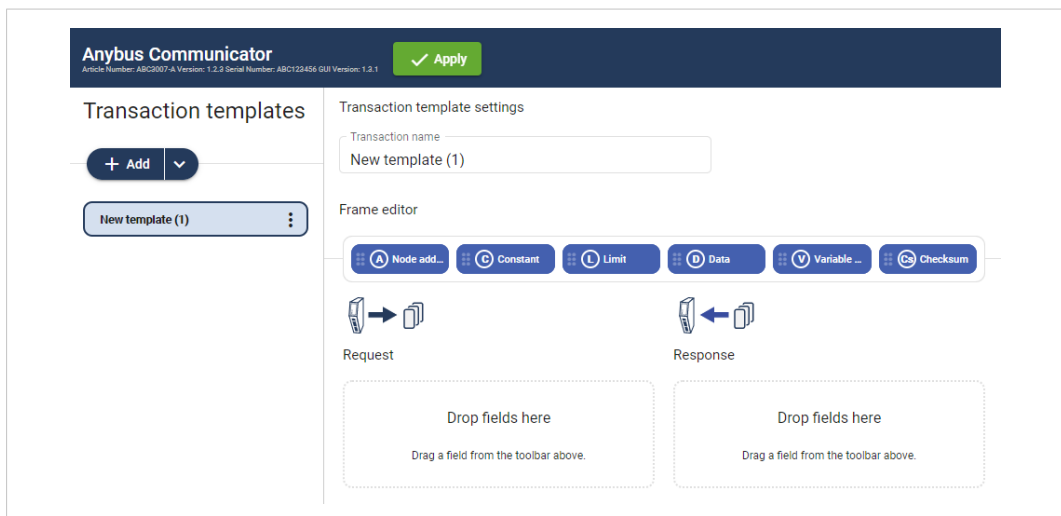 Anybus Communicator
Article Number: ABC3007-A Version: 1.2.3 Serial Number: ABC123456 GUI Version: 1.3.1
Apply
Transaction templates
Add
New template (1)
Transaction template settings
Transaction name
New template (1)
Frame editor
A Node add...
C Constant
L Limit
D Data
V Variable ...
Cs Checksum
Request
Response
Drop fields here
Drag a field from the toolbar above.
Drop fields here
Drag a field from the toolbar above.